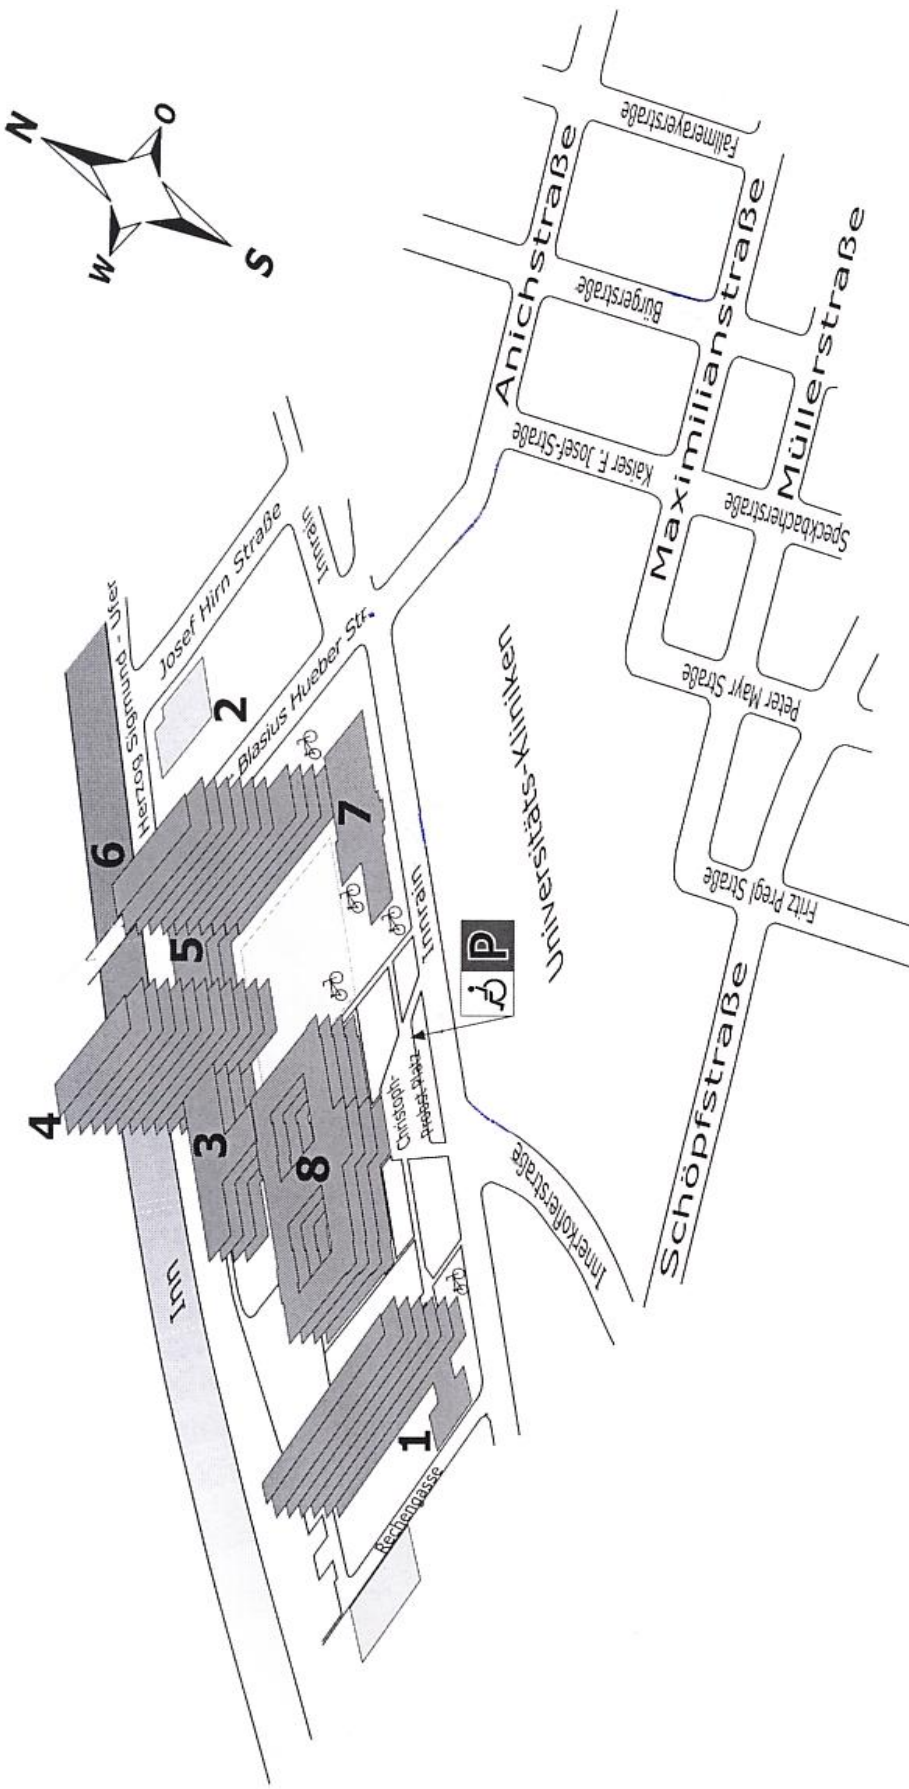 N
O
W
S
Herzog Sigmund - Ufer
Josef Hirn Straße
Innrain
Blasius Hueber Str.
Inn
1
2
3
4
5
6
7
8
Innrain
Christoph-
Probst-Platz
P
Universitäts-Kliniken
Rechengasse
Innerkoflerstraße
Schöpfstraße
Anichstraße
Maximilianstraße
Müllerstraße
Fallmerayerstraße
Bürgerstraße
Kaiser F. Josef-Straße
Speckbacherstraße
Peter Mayr Straße
Fritz Pregl Straße